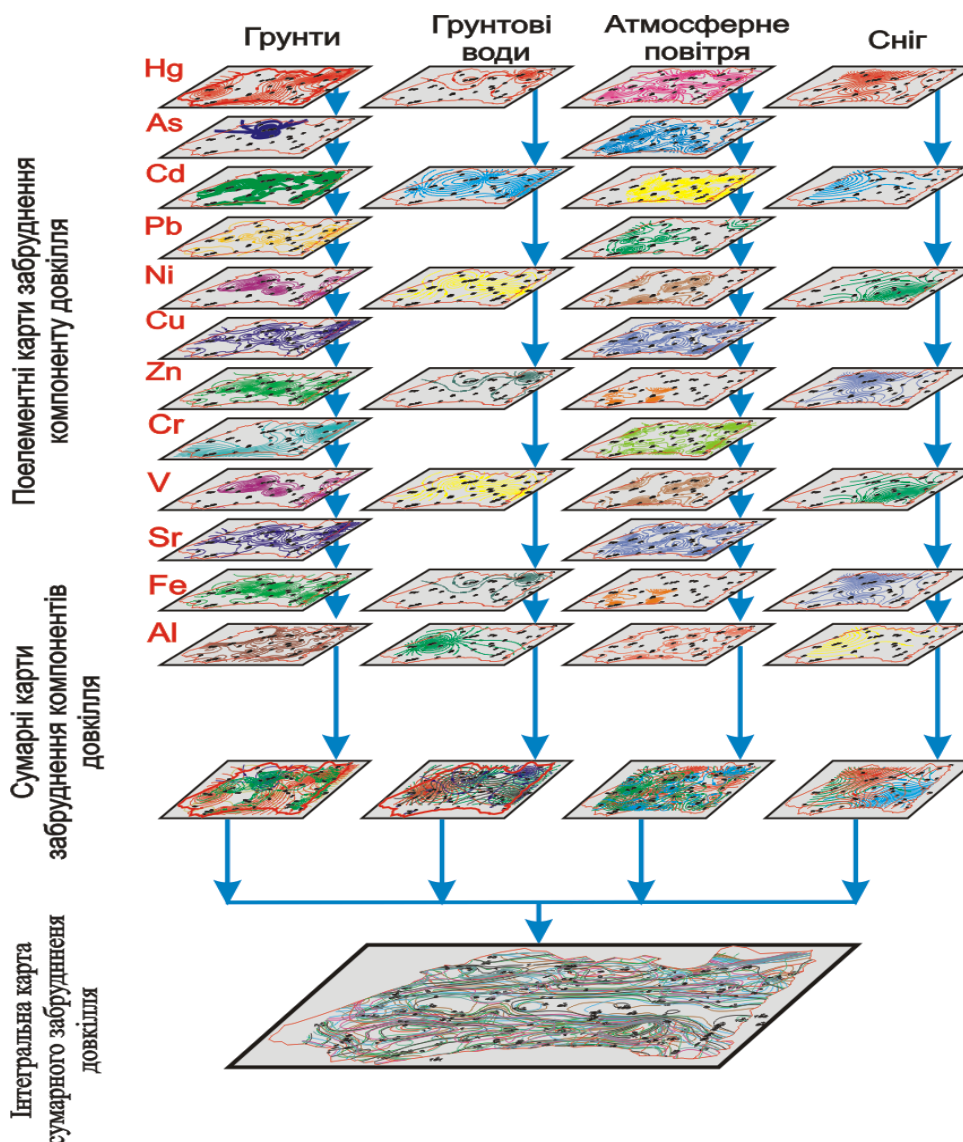 Грунти
Грунтові
води
Атмосферне
повітря
Сніг
Hg
As
Cd
Pb
Ni
Cu
Zn
Cr
V
Sr
Fe
Al
Поелементні карти забруднення
компоненту довкілля
Сумарні карти
забруднення компонентів
довкілля
Інтегральна карта
сумарного забрудненя
довкілля